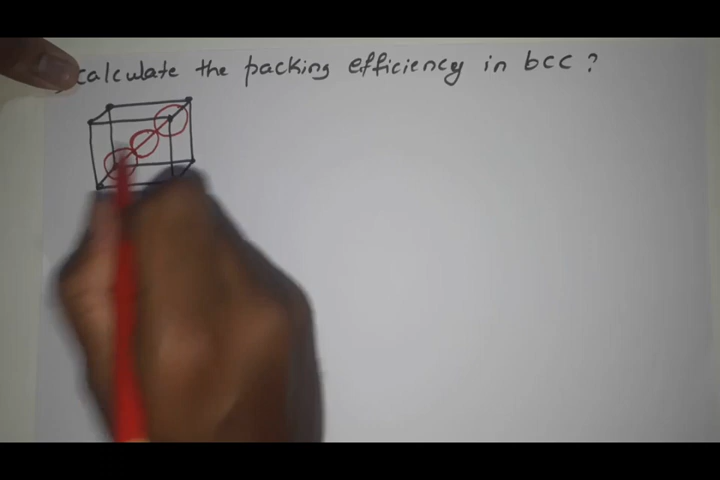 calculate the packing efficiency in bcc ?